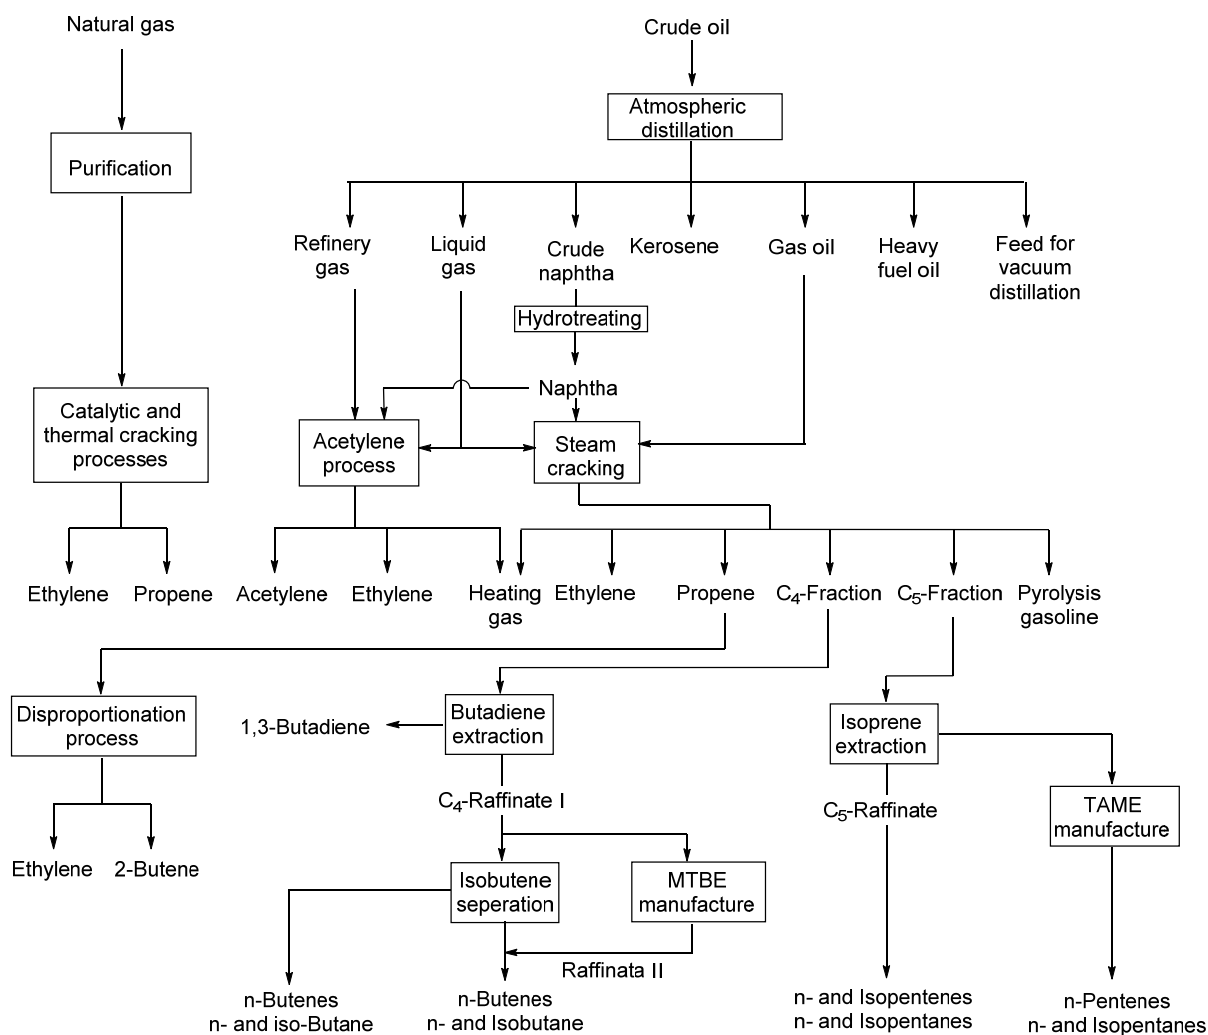 Natural gas
Crude oil
Atmospheric
distillation
Purification
Refinery
gas
Liquid
gas
Crude
naphtha
Kerosene
Gas oil
Heavy
fuel oil
Feed for
vacuum
distillation
Hydrotreating
Naphtha
Catalytic and
thermal cracking
processes
Acetylene
process
Steam
cracking
Ethylene
Propene
Acetylene
Ethylene
Heating
gas
Ethylene
Propene
C4-Fraction
C5-Fraction
Pyrolysis
gasoline
Disproportionation
process
1,3-Butadiene
Butadiene
extraction
Isoprene
extraction
C4-Raffinate I
C5-Raffinate
TAME
manufacture
Ethylene
2-Butene
Isobutene
seperation
MTBE
manufacture
Raffinata II
n-Butenes
n- and iso-Butane
n-Butenes
n- and Isobutane
n- and Isopentenes
n- and Isopentanes
n-Pentenes
n- and Isopentanes